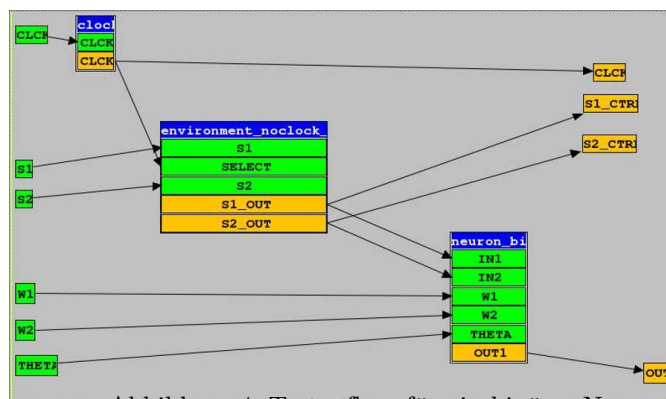 CLCK
clock
CLCK
CLCK
CLCK
S1_CTRL
S2_CTRL
environment_noclock_
S1
SELECT
S2
S1_OUT
S2_OUT
S1
S2
neuron_bi
IN1
IN2
W1
W2
THETA
OUT1
W1
W2
THETA
OUT